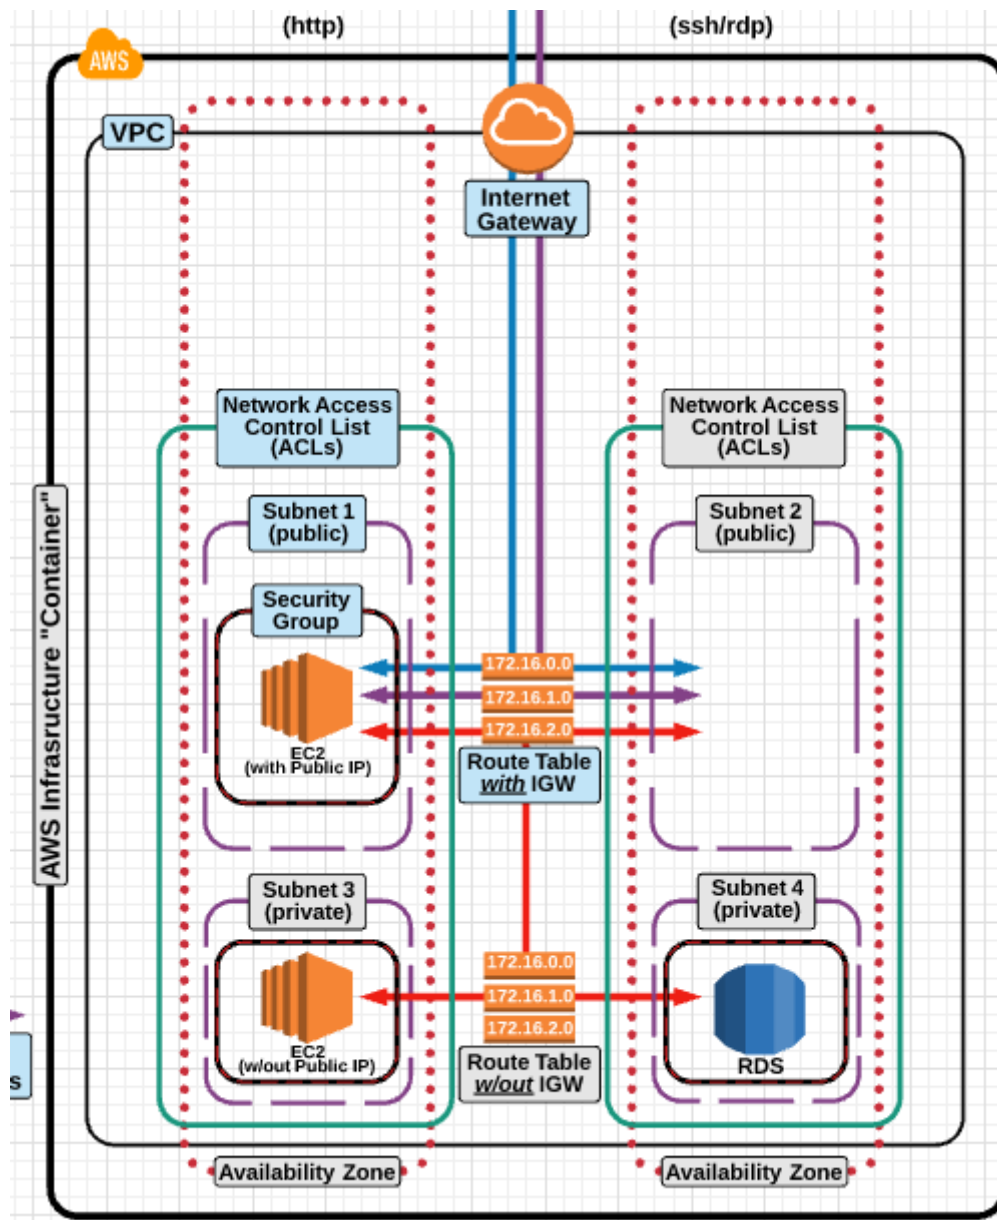 (http)
(ssh/rdp)
AWS
VPC
Internet
Gateway
Network Access
Control List
(ACLs)
Network Access
Control List
(ACLs)
Subnet 1
(public)
Subnet 2
(public)
Security
Group
172.16.0.0
172.16.1.0
172.16.2.0
EC2
(with Public IP)
Route Table
with IGW
AWS Infrasructure "Container"
Subnet 3
(private)
Subnet 4
(private)
172.16.0.0
172.16.1.0
172.16.2.0
EC2
(w/out Public IP)
RDS
Route Table
w/out IGW
s
Availability Zone
Availability Zone